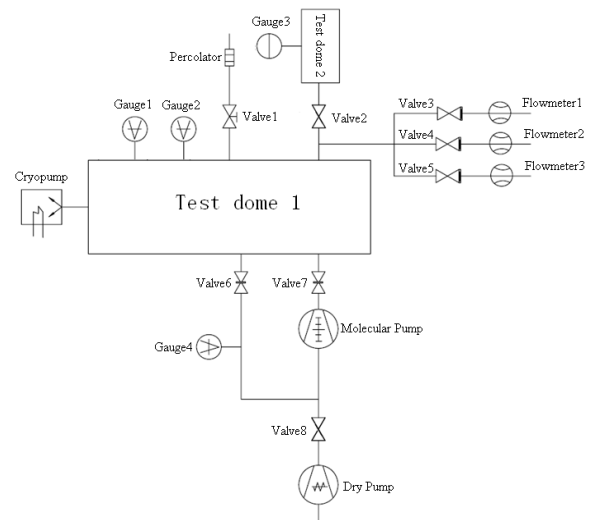 Gauge3
Test dome 2
Percolator
Gauge1
Gauge2
Valve1
Valve2
Valve3
Flowmeter1
Valve4
Flowmeter2
Valve5
Flowmeter3
Cryopump
Test dome 1
Valve6
Valve7
Gauge4
Molecular Pump
Valve8
Dry Pump